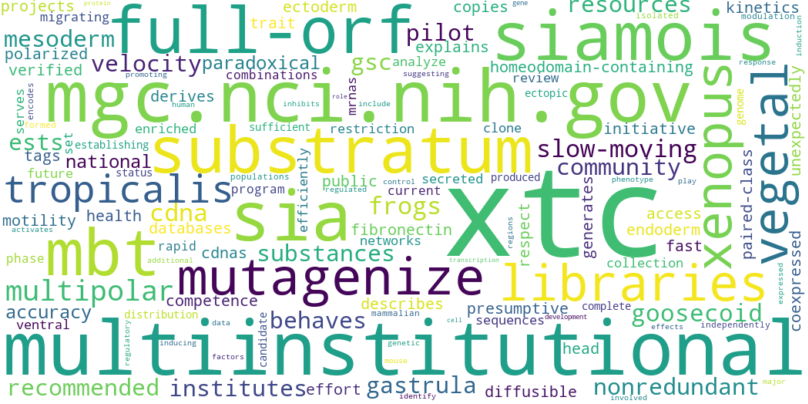 projects
protein
ectoderm
copies
gene
resources
kinetics
migrating
full-orf
trait
pilot
siamois
isolated
modulation
induction
mesoderm
explains
polarized
velocity
paradoxical
gsc
analyze
homeodomain-containing
response
verified
combinations
promoting
suggesting
review
mgc.nci.nih.gov
derives
human
mrnas
inhibits
role
include
ectopic
genome
unexpectedly
serves
encodes
formed
enriched
sufficient
restriction
clone
initiative
xenopus
vegetal
ests
set
establishing
substratum
slow-moving
tags
national
future
status
populations
regulated
control
produced
community
phenotype
play
paired-class
tropicalis
program
efficiently
public
current
secreted
xtc
generates
motility
health
cdna
sia
frogs
respect
regions
access
activates
databases
fibronectin
endoderm
phase
mbt
rapid
cdnas
networks
fast
additional
substances
transcription
collection
coexpressed
expressed
multipolar
mutagenize
libraries
accuracy
competence
describes
presumptive
complete
goosecoid
ventral
distribution
behaves
mammalian
sequences
development
independently
regulatory
data
candidate
cell
effects
major
multiinstitutional
inducing
factors
mouse
genetic
head
recommended
institutes
effort
gastrula
identify
diffusible
nonredundant
involved